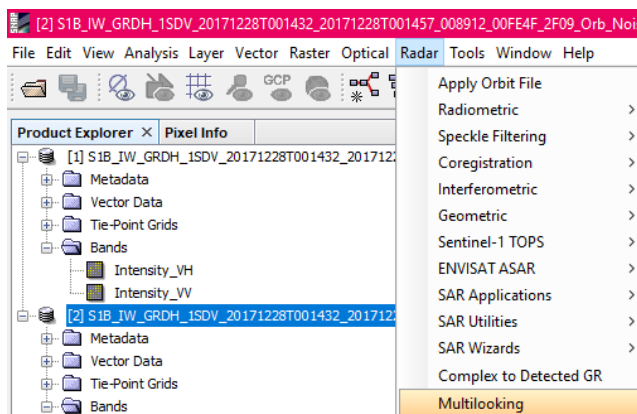 [2] S1B_IW_GRDH_1SDV_20171228T001432_20171228T001457_008912_00FE4F_2F09_Orb_Noi
File Edit View Analysis Layer Vector Raster Optical Radar Tools Window Help
GCP
Apply Orbit File
Radiometric
Speckle Filtering
Coregistration
Interferometric
Geometric
Sentinel-1 TOPS
ENVISAT ASAR
SAR Applications
SAR Utilities
SAR Wizards
Complex to Detected GR
Multilooking
Product Explorer × Pixel Info
[1] S1B_IW_GRDH_1SDV_20171228T001432_2017122
Metadata
Vector Data
Tie-Point Grids
Bands
Intensity_VH
Intensity_VV
[2] S1B_IW_GRDH_1SDV_20171228T001432_2017122
Metadata
Vector Data
Tie-Point Grids
Bands